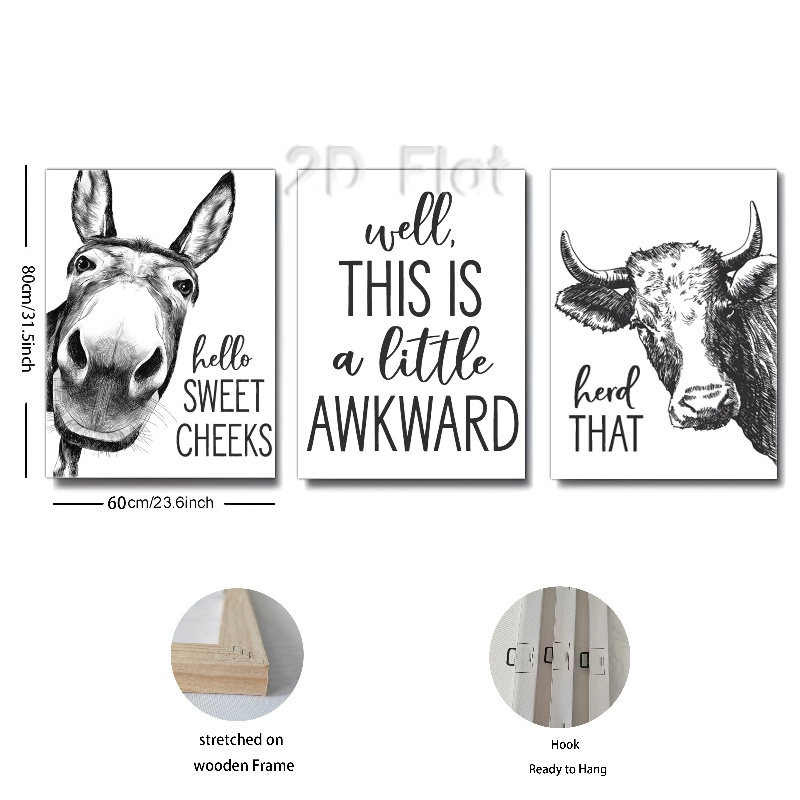 2D Flat
80cm/31.5inch
hello
SWEET
CHEEKS
well,
THIS IS
a little
AWKWARD
herd
THAT
60cm/23.6inch
stretched on
wooden Frame
Hook
Ready to Hang